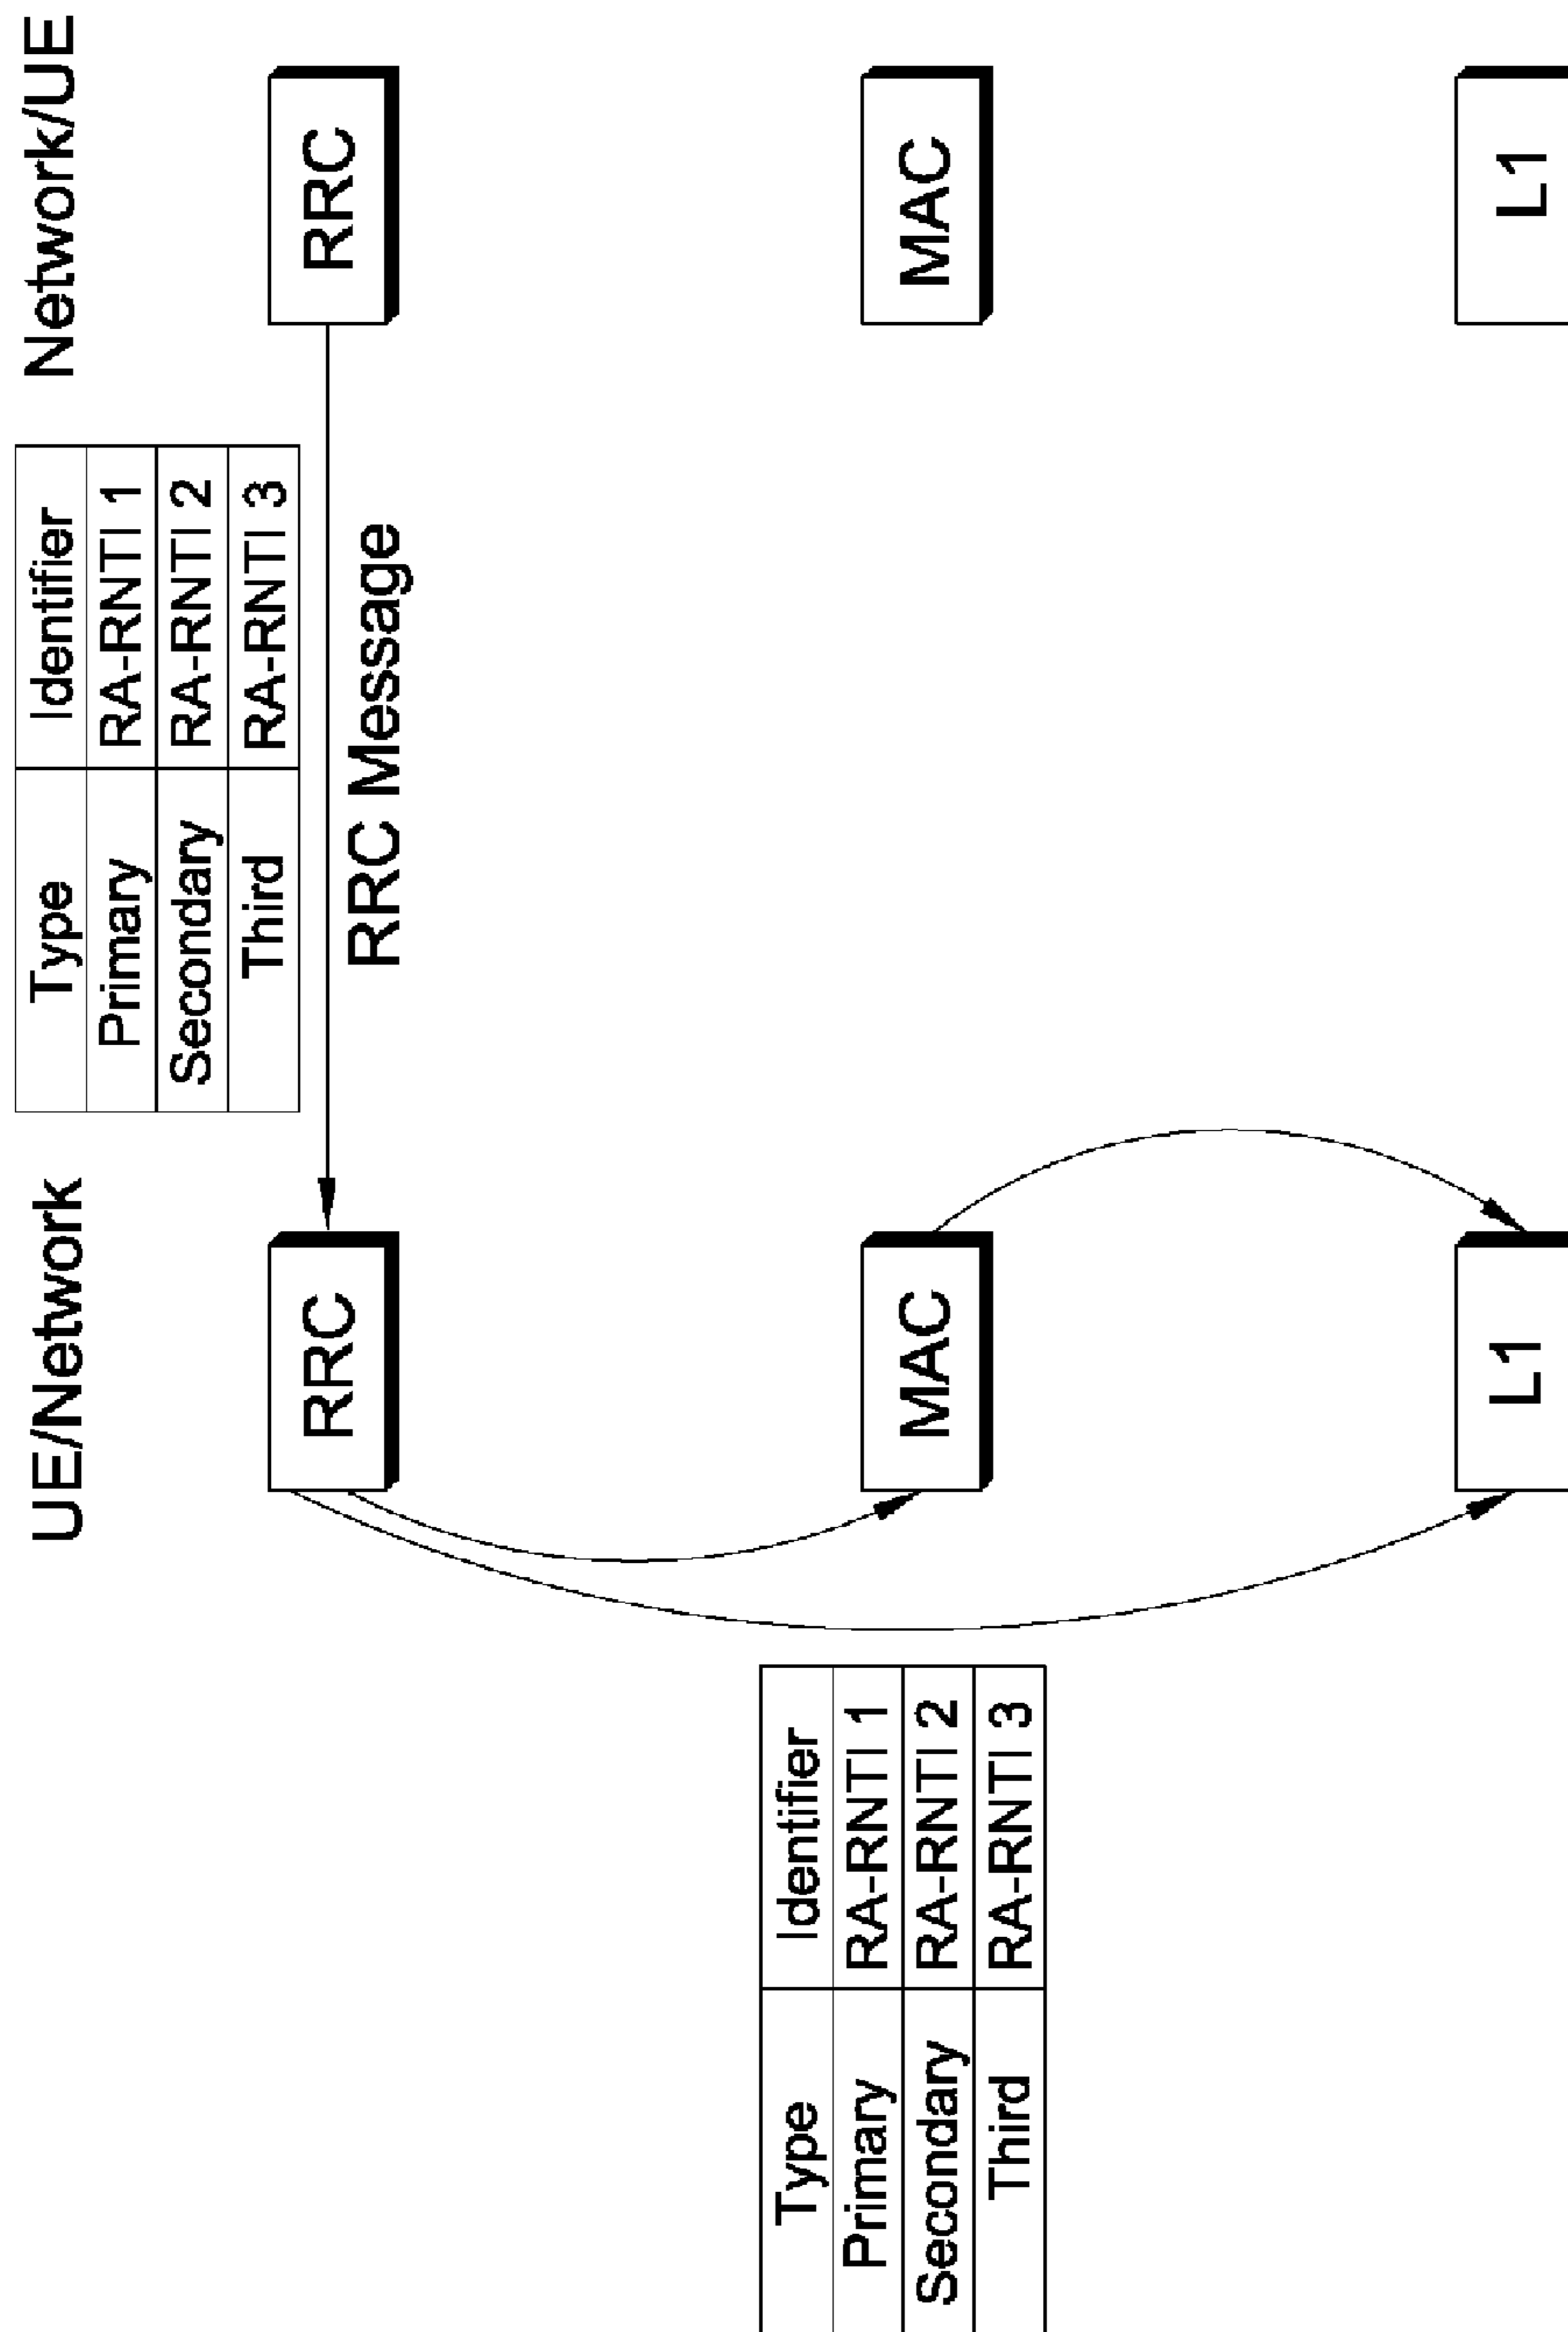 UE/Network
Network/UE
Type Identifier
Primary RA-RNTI 1
Secondary RA-RNTI 2
Third RA-RNTI 3
RRC
RRC
RRC Message
Type Identifier
Primary RA-RNTI 1
Secondary RA-RNTI 2
Third RA-RNTI 3
MAC
MAC
L1
L1